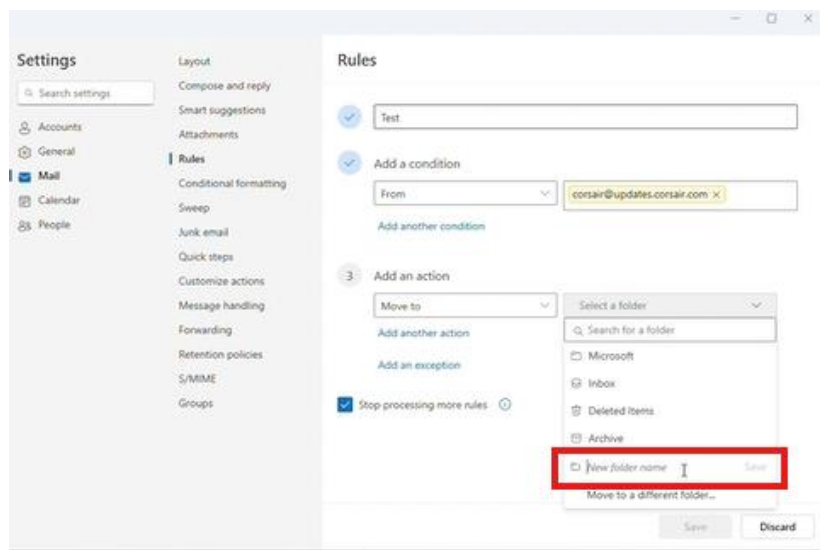 Settings
Search settings
Accounts
General
Mail
Calendar
People
Layout
Compose and reply
Smart suggestions
Attachments
Rules
Conditional formatting
Sweep
Junk email
Quick steps
Customize actions
Message handling
Forwarding
Retention policies
S/MIME
Groups
Rules
Test
Add a condition
From
corsair@updates.corsair.com
Add another condition
3 Add an action
Move to
Select a folder
Add another action
Add an exception
Stop processing more rules
Search for a folder
Microsoft
Inbox
Deleted Items
Archive
New folder name Save
Move to a different folder...
Save Discard